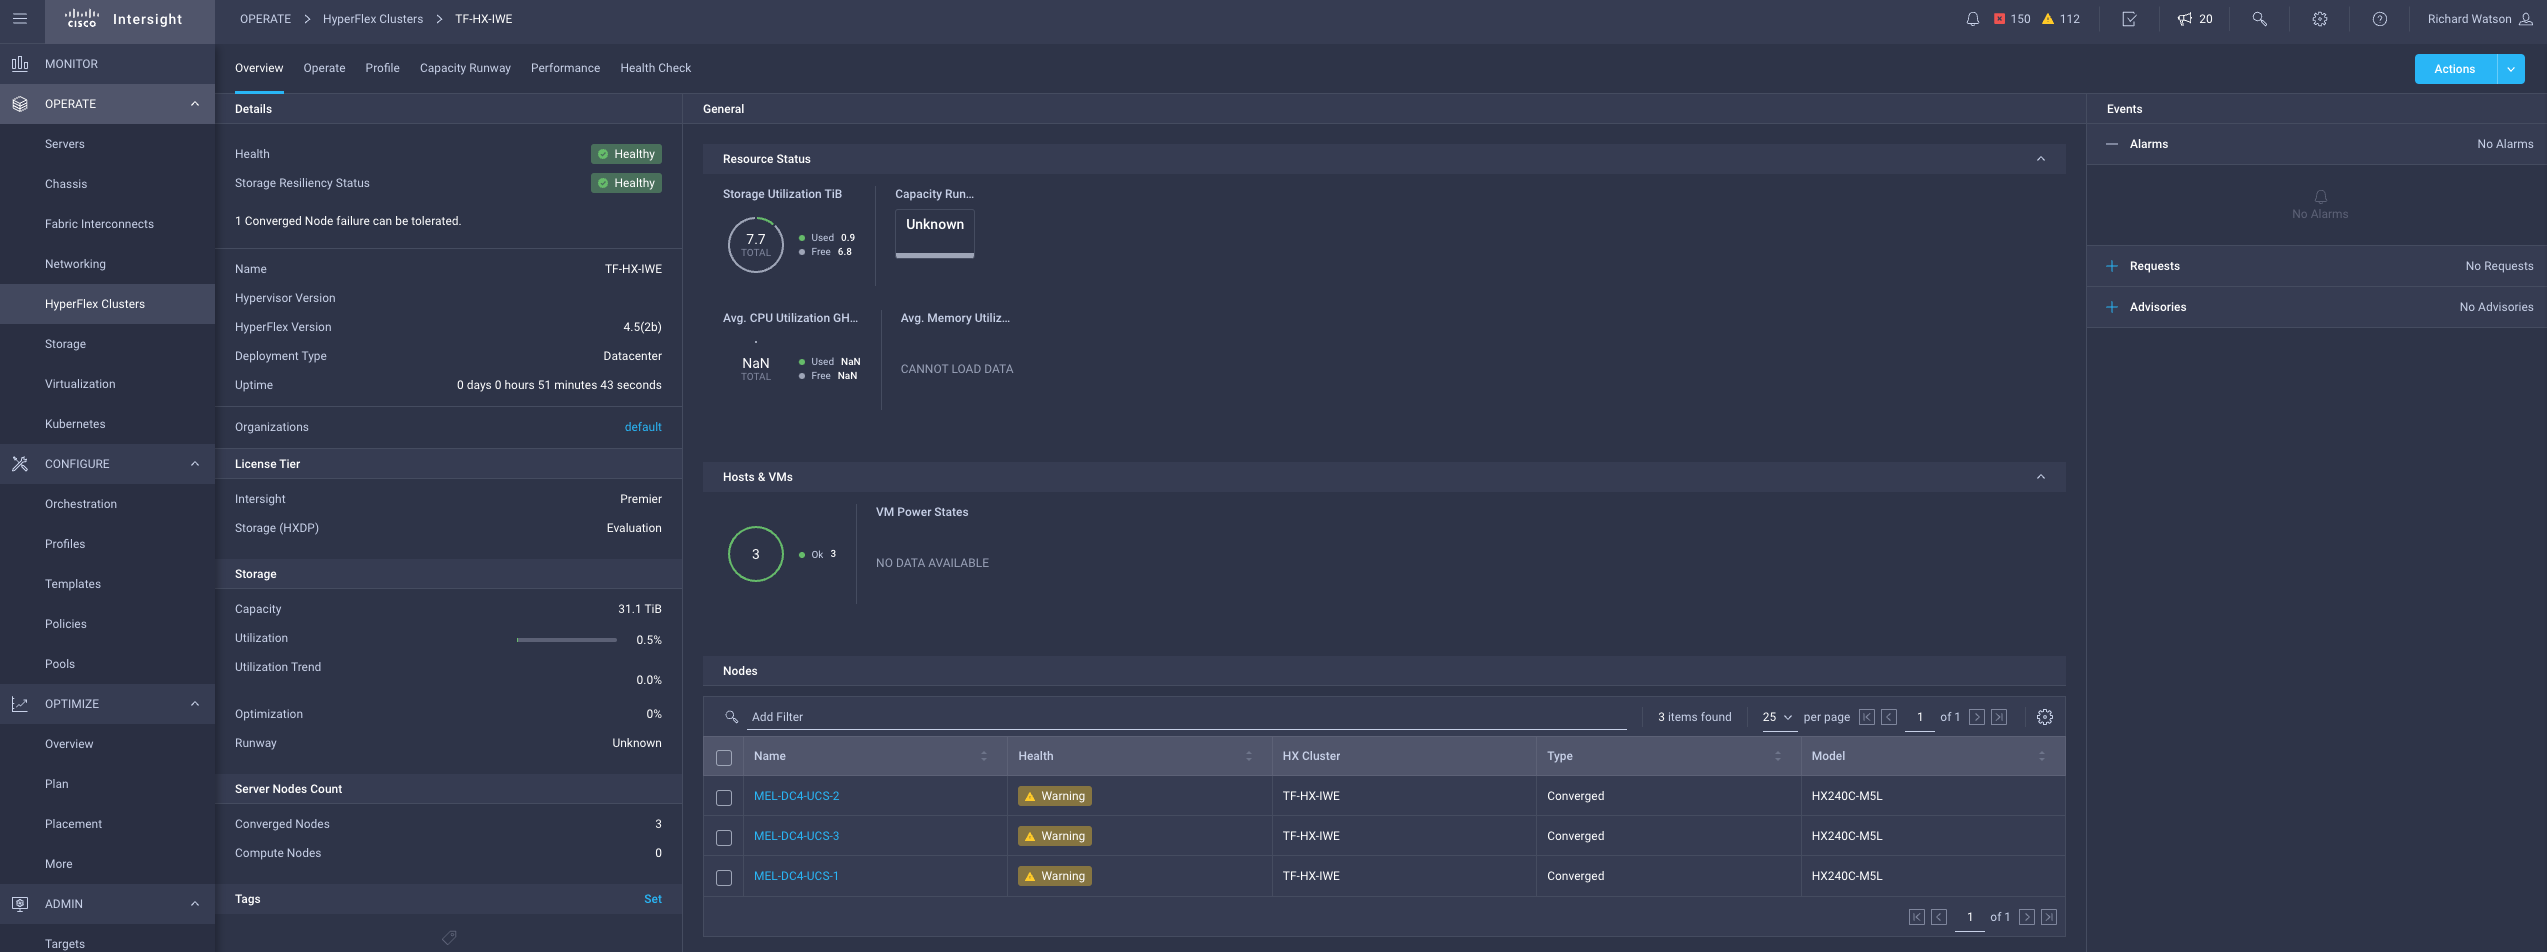 cisco Intersight
OPERATE > HyperFlex Clusters > TF-HX-IWE
150 112
20
Richard Watson
MONITOR
OPERATE
Servers
Chassis
Fabric Interconnects
Networking
HyperFlex Clusters
Storage
Virtualization
Kubernetes
CONFIGURE
Orchestration
Profiles
Templates
Policies
Pools
OPTIMIZE
Overview
Plan
Placement
More
ADMIN
Targets
Overview Operate Profile Capacity Runway Performance Health Check
Actions
Details
Health Healthy
Storage Resiliency Status Healthy
1 Converged Node failure can be tolerated.
Name TF-HX-IWE
Hypervisor Version
HyperFlex Version 4.5(2b)
Deployment Type Datacenter
Uptime 0 days 0 hours 51 minutes 43 seconds
Organizations default
License Tier
Intersight Premier
Storage (HXDP) Evaluation
Storage
Capacity 31.1 TiB
Utilization 0.5%
Utilization Trend
0.0%
Optimization 0%
Runway Unknown
Server Nodes Count
Converged Nodes 3
Compute Nodes 0
Tags Set
General
Resource Status
Storage Utilization TiB
7.7
TOTAL
Used 0.9
Free 6.8
Capacity Run...
Unknown
Avg. CPU Utilization GH...
NaN
TOTAL
Used NaN
Free NaN
Avg. Memory Utiliz...
CANNOT LOAD DATA
Hosts & VMs
3
Ok 3
VM Power States
NO DATA AVAILABLE
Nodes
Add Filter 3 items found 25 per page 1 of 1
Name Health HX Cluster Type Model
MEL-DC4-UCS-2 Warning TF-HX-IWE Converged HX240C-M5L
MEL-DC4-UCS-3 Warning TF-HX-IWE Converged HX240C-M5L
MEL-DC4-UCS-1 Warning TF-HX-IWE Converged HX240C-M5L
1 of 1
Events
Alarms No Alarms
No Alarms
Requests No Requests
Advisories No Advisories